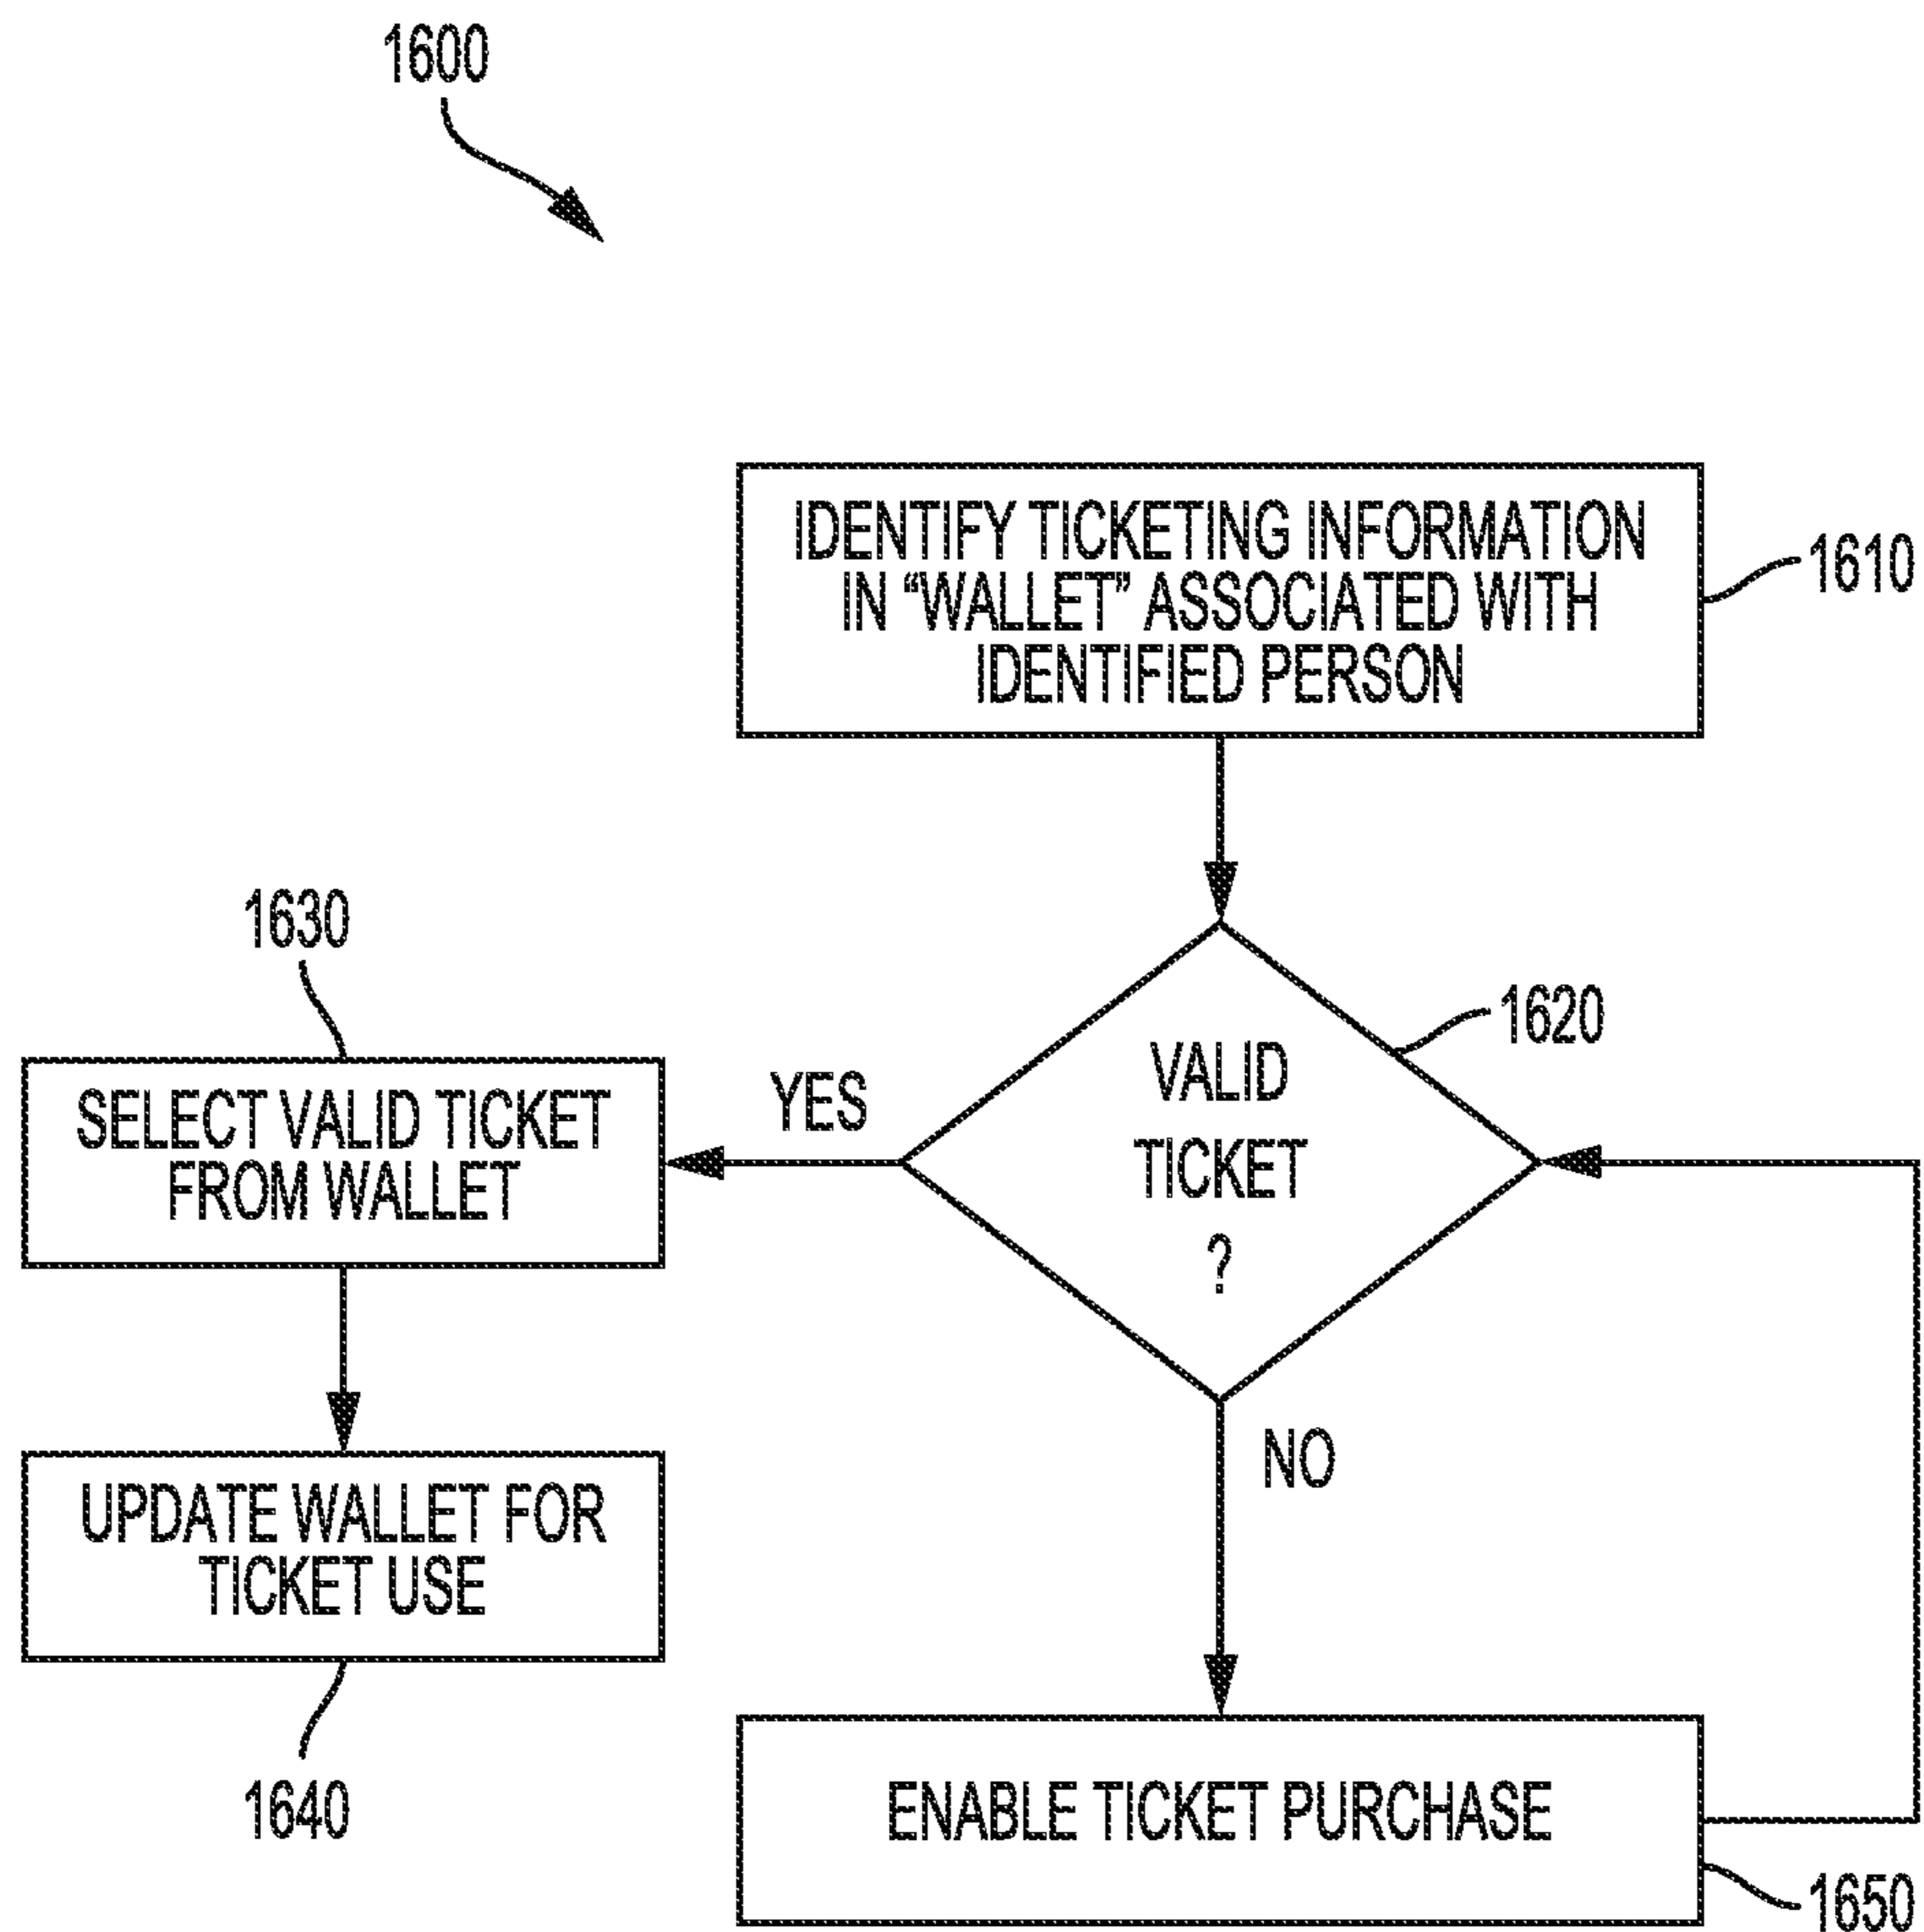 1600
IDENTIFY TICKETING INFORMATION
IN “WALLET” ASSOCIATED WITH
IDENTIFIED PERSON
1610
1630
SELECT VALID TICKET
FROM WALLET
YES
VALID
TICKET
?
1620
NO
UPDATE WALLET FOR
TICKET USE
1640
ENABLE TICKET PURCHASE
1650